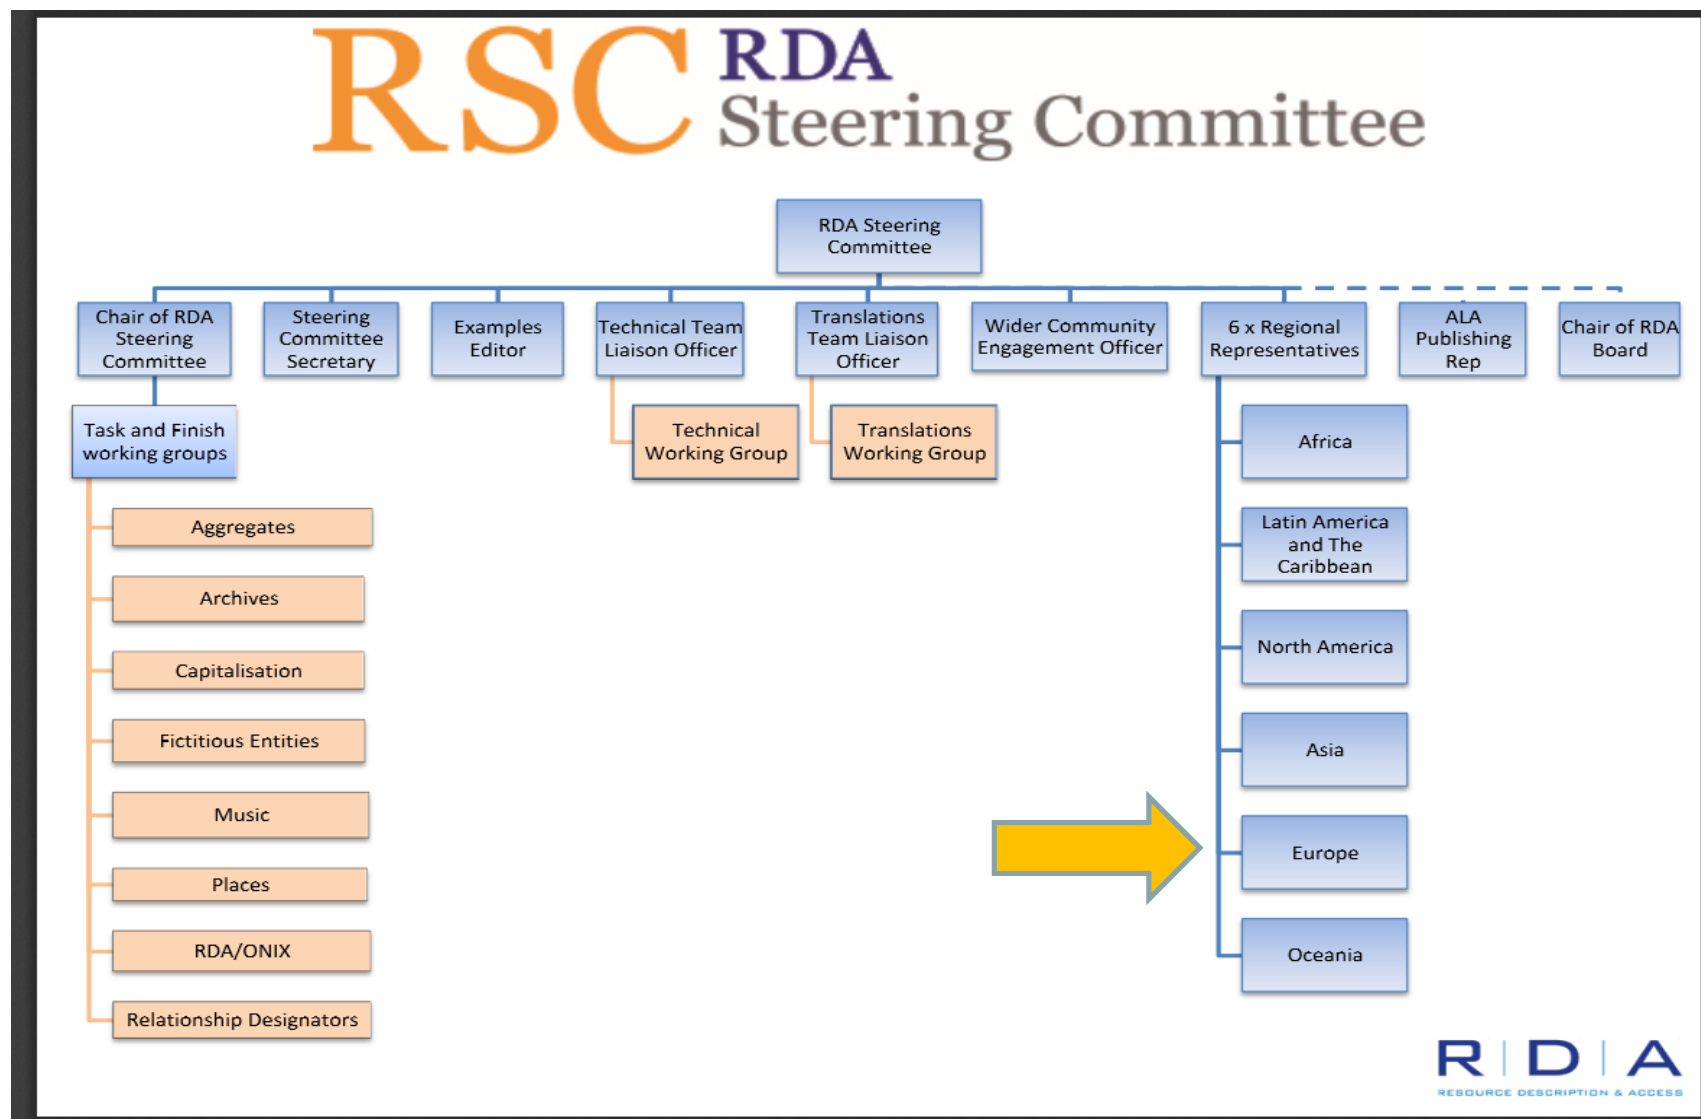 RSC RDA
Steering Committee
RDA Steering
Committee
Chair of RDA
Steering
Committee
Steering
Committee
Secretary
Examples
Editor
Technical Team
Liaison Officer
Translations
Team Liaison
Officer
Wider Community
Engagement Officer
6 x Regional
Representatives
ALA
Publishing
Rep
Chair of RDA
Board
Task and Finish
working groups
Technical
Working Group
Translations
Working Group
Aggregates
Archives
Capitalisation
Fictitious Entities
Music
Places
RDA/ONIX
Relationship Designators
Africa
Latin America
and The
Caribbean
North America
Asia
Europe
Oceania
R|D|A
RESOURCE DESCRIPTION & ACCESS